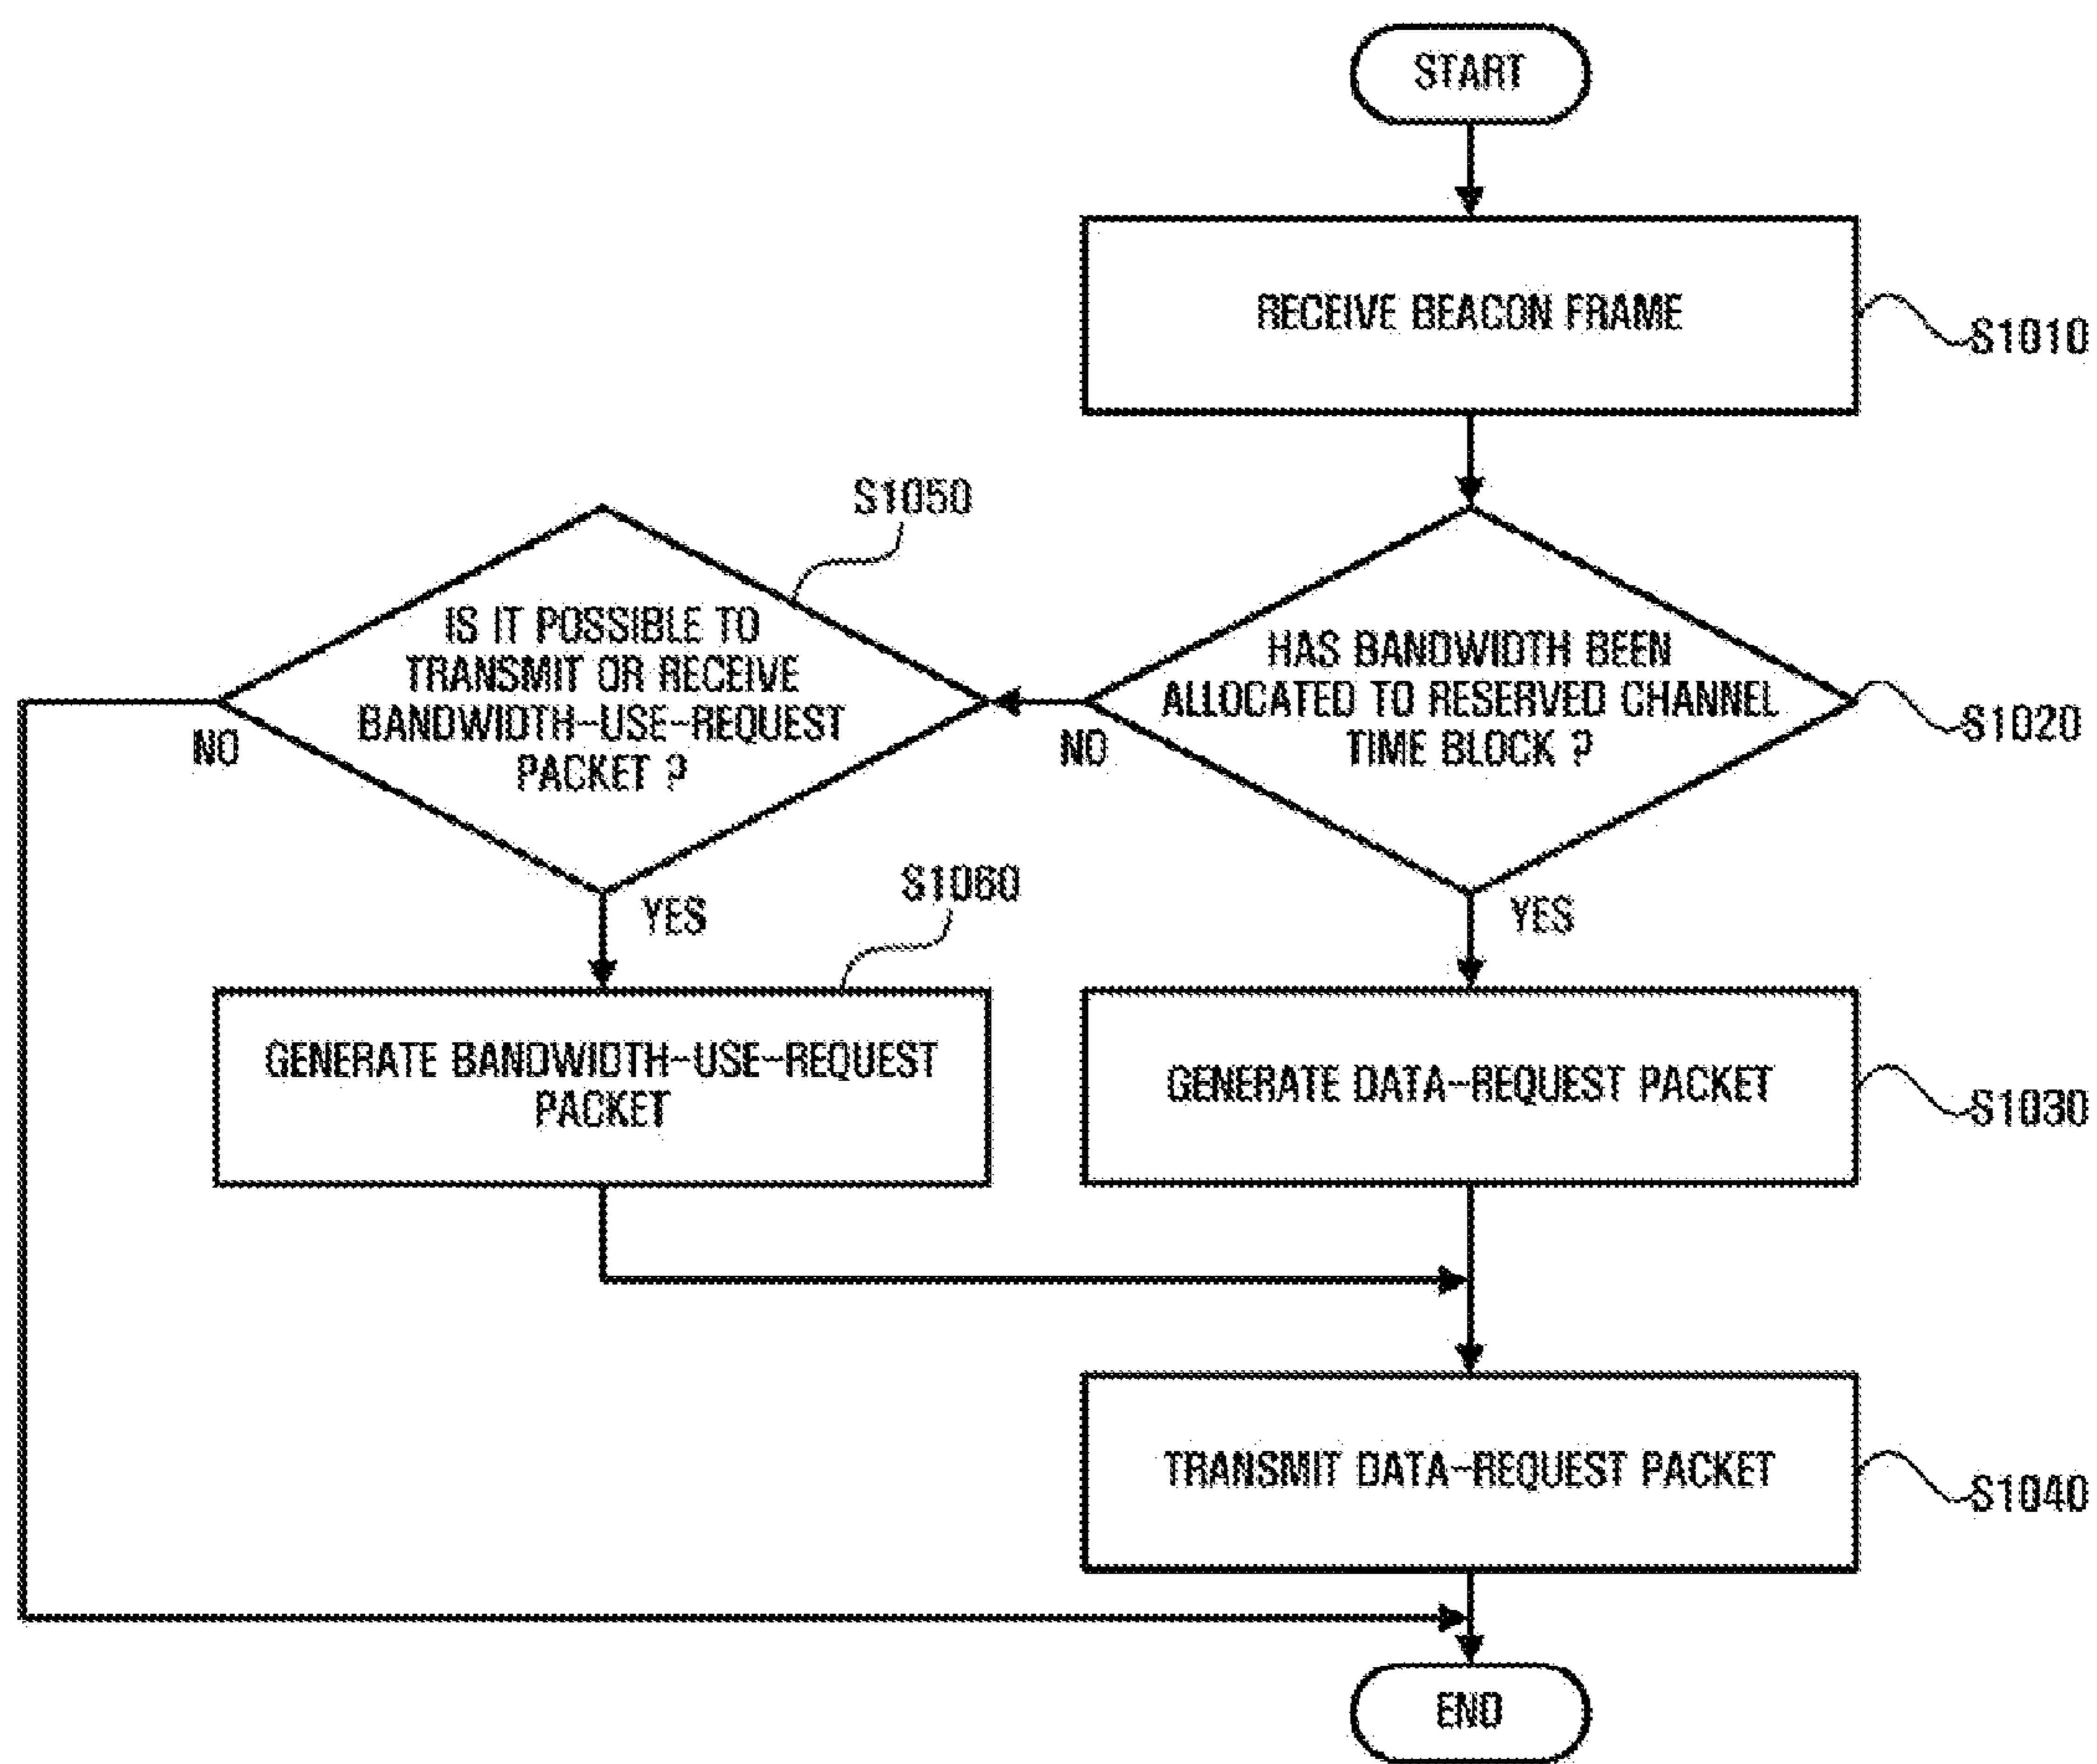 START
RECEIVE BEACON FRAME
S1010
S1050
IS IT POSSIBLE TO
TRANSMIT OR RECEIVE
BANDWIDTH-USE-REQUEST
PACKET ?
NO
YES
HAS BANDWIDTH BEEN
ALLOCATED TO RESERVED CHANNEL
TIME BLOCK ?
S1020
NO
YES
S1060
GENERATE BANDWIDTH-USE-REQUEST
PACKET
GENERATE DATA-REQUEST PACKET
S1030
TRANSMIT DATA-REQUEST PACKET
S1040
END